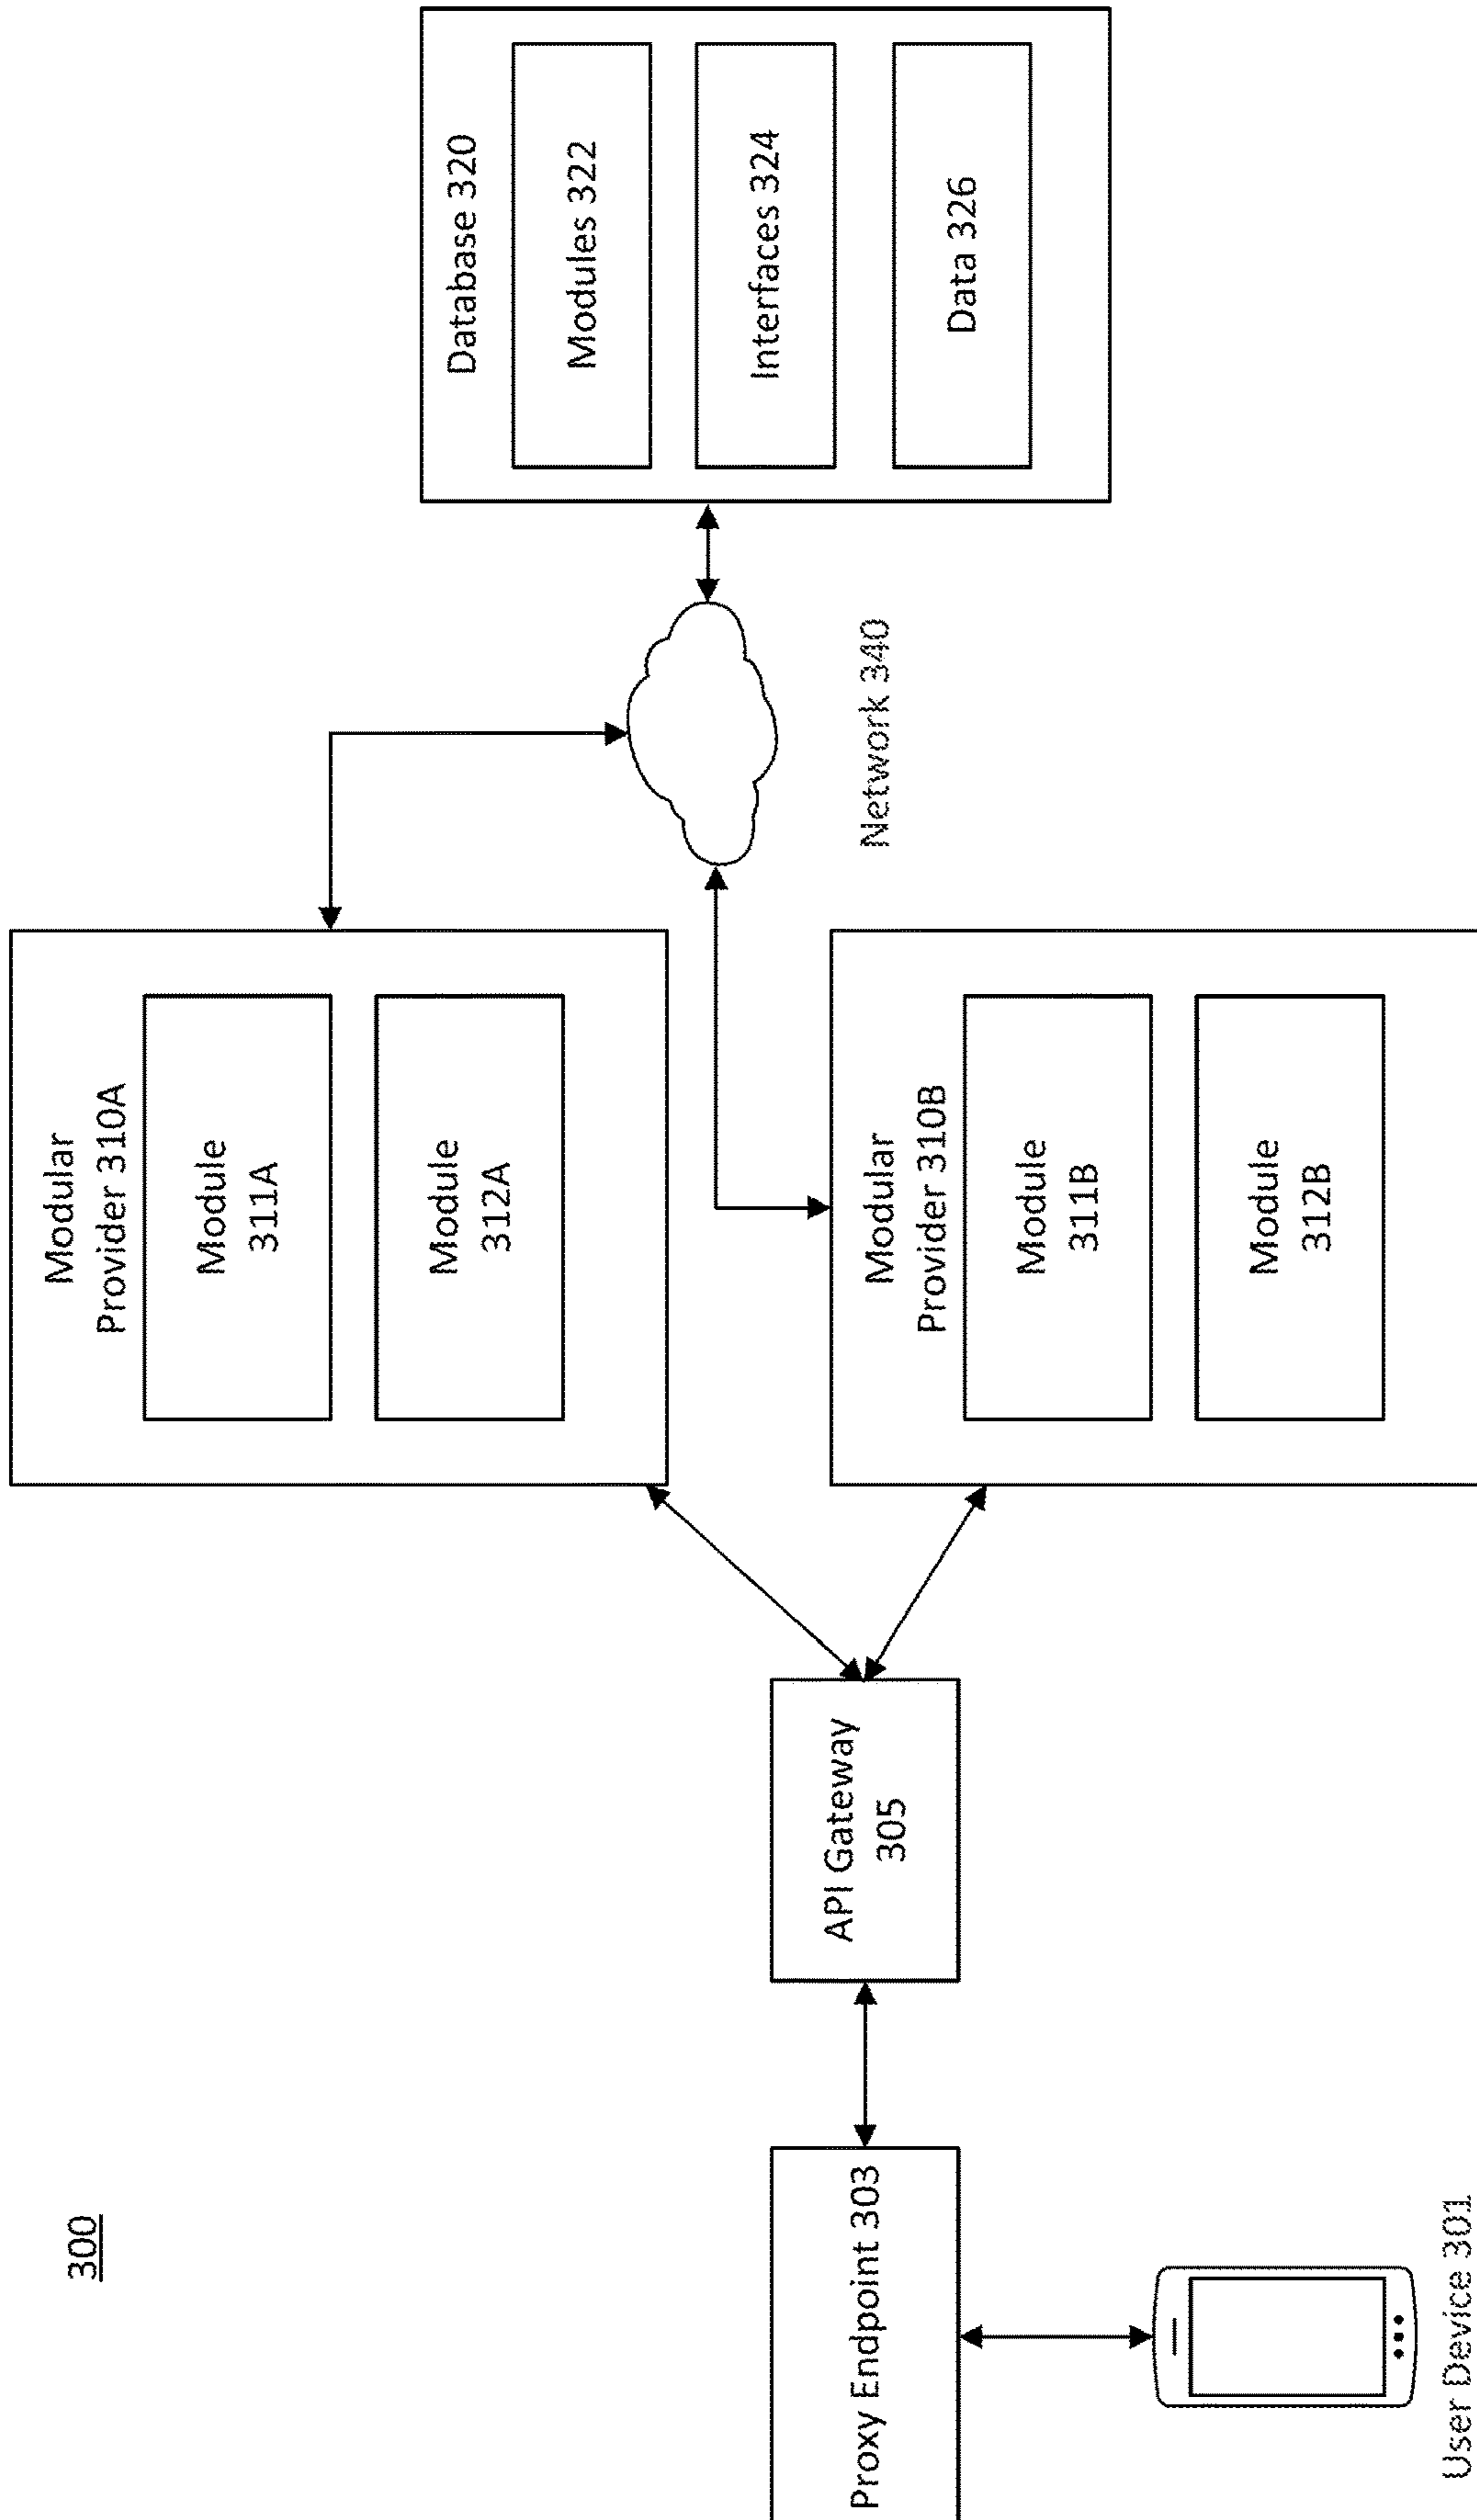 300
Modular
Provider 310A
Module
311A
Module
312A
Database 320
Modules 322
Interfaces 324
Data 326
Network 340
Proxy Endpoint 303
API Gateway
305
Modular
Provider 310B
Module
311B
Module
312B
User Device 301